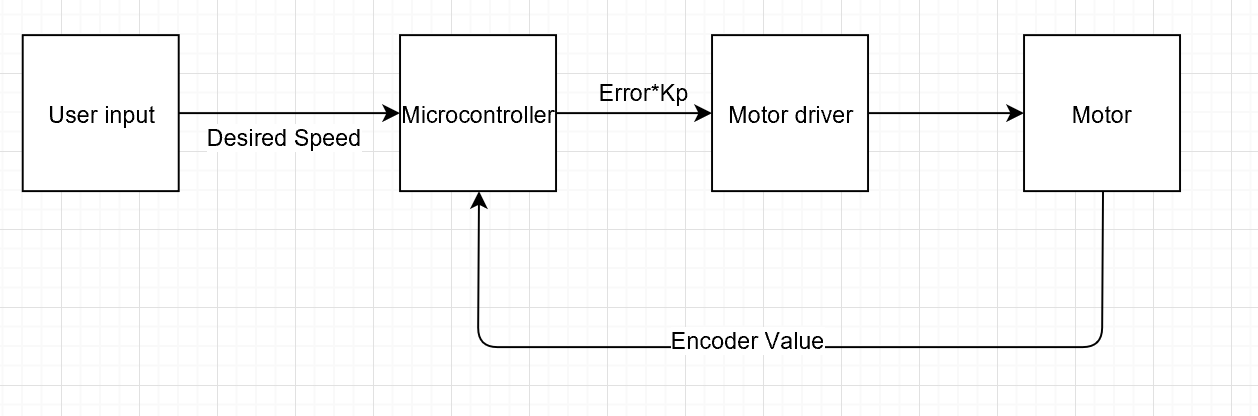 User input
Desired Speed
Microcontroller
Error*Kp
Motor driver
Motor
Encoder Value